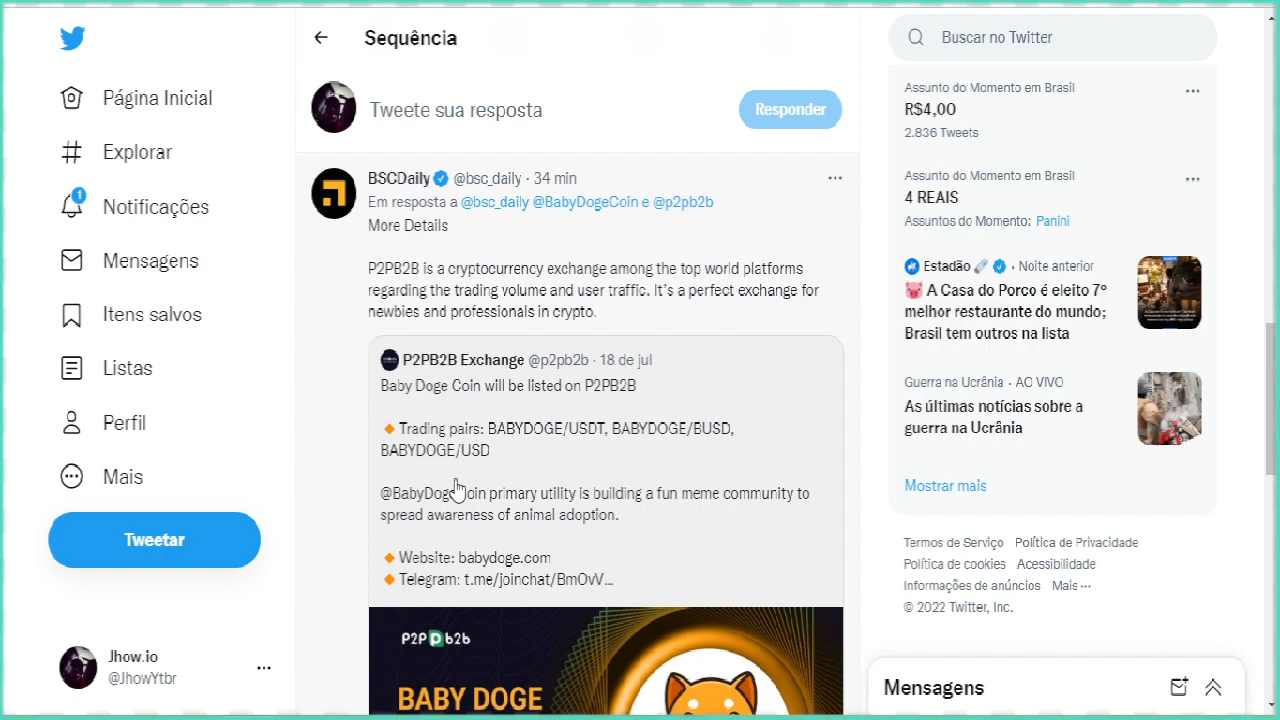 Página Inicial
Explorar
1
Notificações
Mensagens
Itens salvos
Listas
Perfil
Mais
Tweetar
Jhow.io
@JhowYtbr
Sequência
Tweete sua resposta
Responder
BSCDaily @bsc_daily · 34 min
Em resposta a @bsc_daily @BabyDogeCoin e @p2pb2b
More Details
P2PB2B is a cryptocurrency exchange among the top world platforms
regarding the trading volume and user traffic. It's a perfect exchange for
newbies and professionals in crypto.
P2PB2B Exchange @p2pb2b · 18 de jul
Baby Doge Coin will be listed on P2PB2B
🔸 Trading pairs: BABYDOGE/USDT, BABYDOGE/BUSD,
BABYDOGE/USD
@BabyDogeCoin primary utility is building a fun meme community to
spread awareness of animal adoption.
🔸 Website: babydoge.com
🔸 Telegram: t.me/joinchat/BmOvV...
P2P b2b
BABY DOGE
Buscar no Twitter
Assunto do Momento em Brasil
R$4,00
2.836 Tweets
Assunto do Momento em Brasil
4 REAIS
Assuntos do Momento: Panini
Estadão 🗞️ · Noite anterior
🐷 A Casa do Porco é eleito 7º
melhor restaurante do mundo;
Brasil tem outros na lista
Guerra na Ucrânia · AO VIVO
As últimas notícias sobre a
guerra na Ucrânia
Mostrar mais
Termos de Serviço Política de Privacidade
Política de cookies Acessibilidade
Informações de anúncios Mais ···
© 2022 Twitter, Inc.
Mensagens